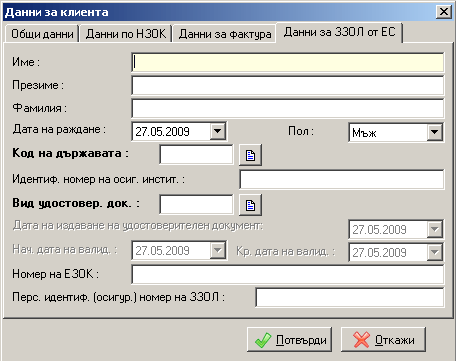 Данни за клиента
Общи данни Данни по НЗОК Данни за фактура Данни за ЗЗОЛ от ЕС
Име :
Презиме :
Фамилия :
Дата на раждане : 27.05.2009 Пол : Мъж
Код на държавата :
Идентиф. номер на осиг. инстит. :
Вид удостовер. док. :
Дата на издаване на удостоверителен документ: 27.05.2009
Нач. дата на валид. : 27.05.2009 Кр. дата на валид. : 27.05.2009
Номер на ЕЗОК :
Перс. идентиф. (осигур.) номер на ЗЗОЛ :
Потвърди Откажи